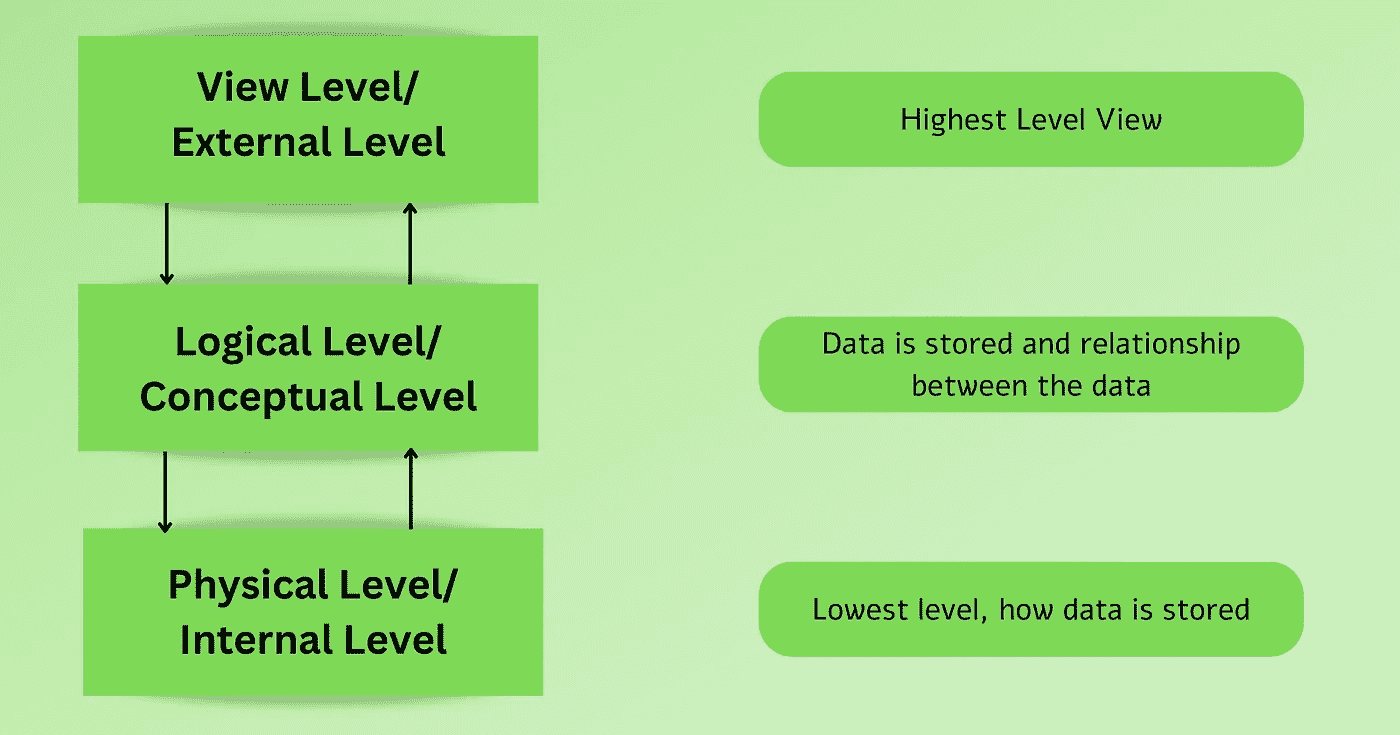 View Level/
External Level
Highest Level View
Logical Level/
Conceptual Level
Data is stored and relationship
between the data
Physical Level/
Internal Level
Lowest level, how data is stored